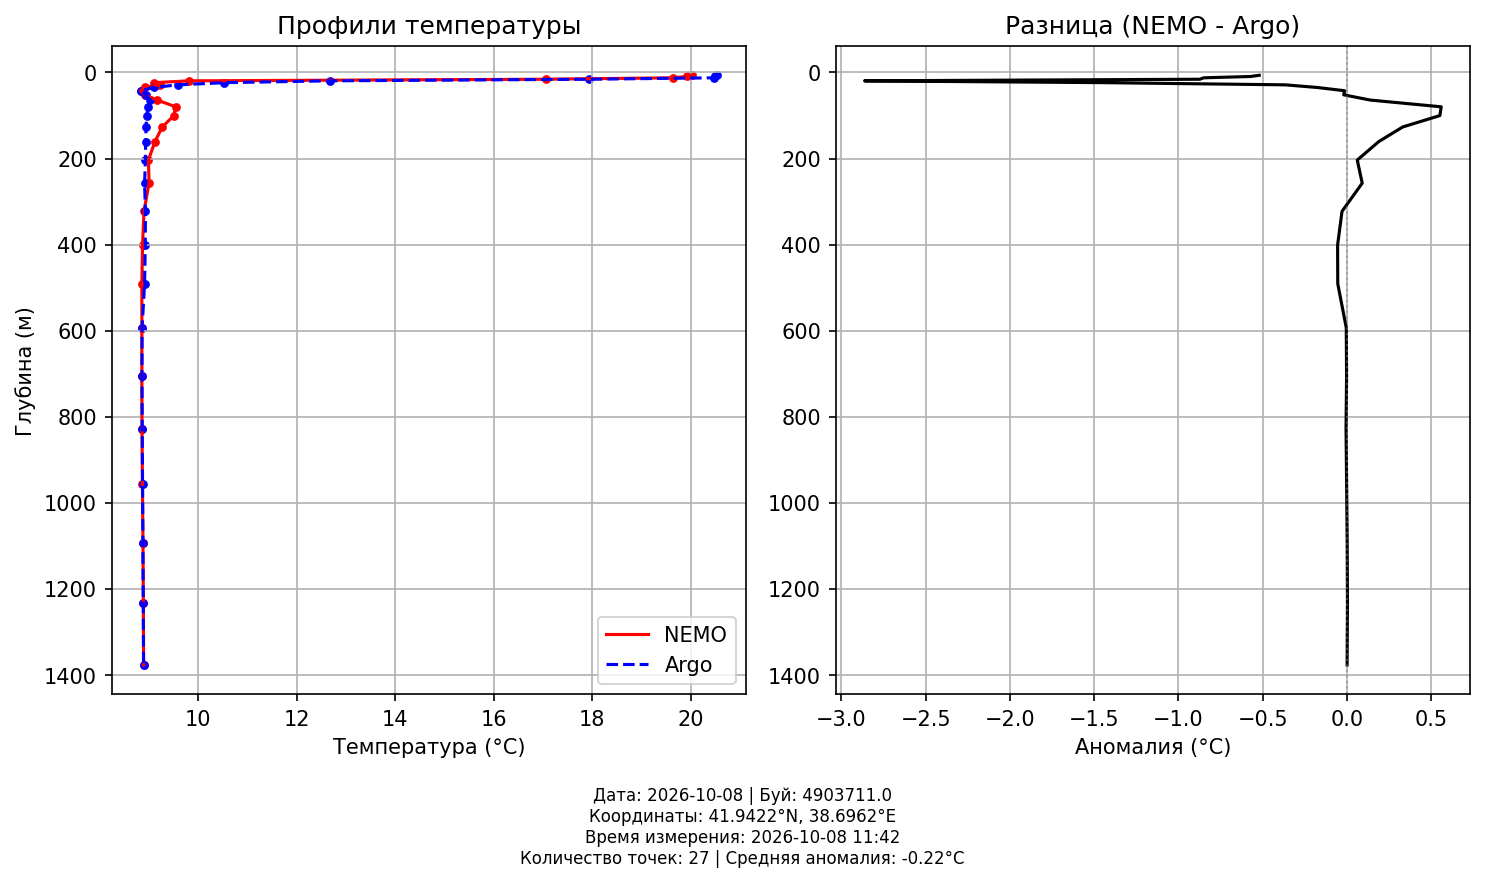 Профили температуры
Разница (NEMO - Argo)
0
200
400
600
800
1000
1200
1400
Глубина (м)
10
12
14
16
18
20
Температура (°C)
NEMO
Argo
0
200
400
600
800
1000
1200
1400
−3.0
−2.5
−2.0
−1.5
−1.0
−0.5
0.0
0.5
Аномалия (°C)
Дата: 2026-10-08 | Буй: 4903711.0
Координаты: 41.9422°N, 38.6962°E
Время измерения: 2026-10-08 11:42
Количество точек: 27 | Средняя аномалия: -0.22°C